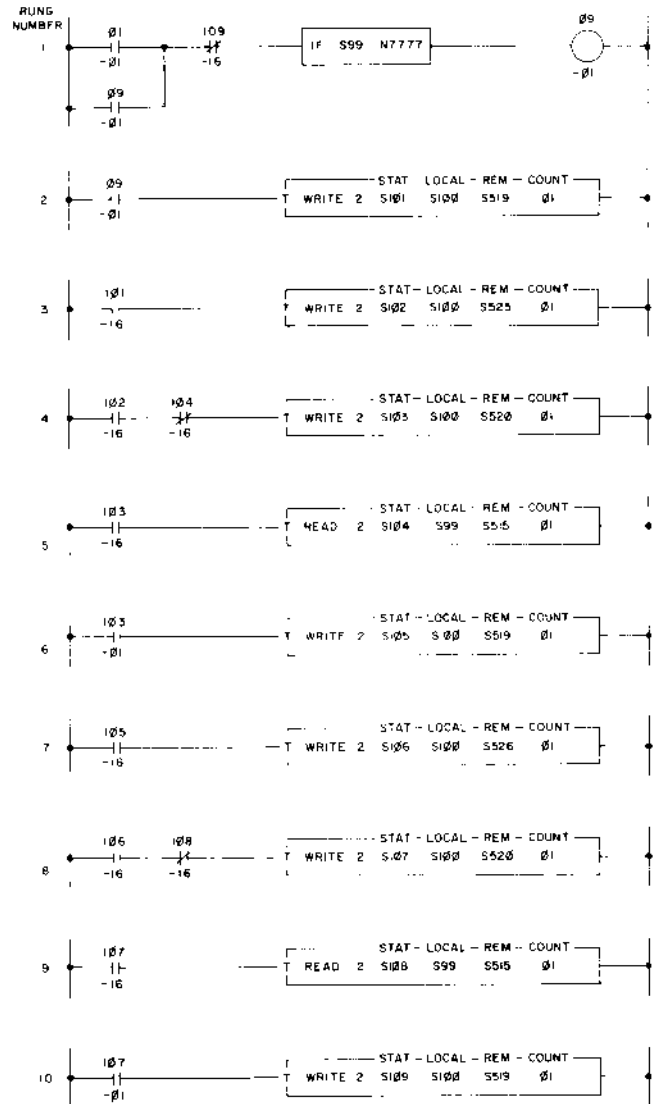 RUNG
NUMBER
Ø1 1Ø9 Ø9
1 IF S99 N7777
-Ø1 -16 -Ø1
Ø9
-Ø1
Ø9 STAT LOCAL - REM - COUNT
2 T WRITE 2 S1Ø1 S1ØØ S519 Ø1
-Ø1
1Ø1 STAT - LOCAL - REM - COUNT
3 T WRITE 2 S1Ø2 S1ØØ S525 Ø1
-16
1Ø2 1Ø4 STAT - LOCAL - REM - COUNT
4 T WRITE 2 S1Ø3 S1ØØ S52Ø Ø1
-16 -16
1Ø3 STAT - LOCAL - REM - COUNT
5 T READ 2 S1Ø4 S99 S515 Ø1
-16
1Ø3 STAT - LOCAL - REM - COUNT
6 T WRITE 2 S1Ø5 S1ØØ S519 Ø1
-Ø1
1Ø5 STAT - LOCAL - REM - COUNT
7 T WRITE 2 S1Ø6 S1ØØ S526 Ø1
-16
1Ø6 1Ø8 STAT - LOCAL - REM - COUNT
8 T WRITE 2 S1Ø7 S1ØØ S52Ø Ø1
-16 -16
1Ø7 STAT - LOCAL - REM - COUNT
9 T READ 2 S1Ø8 S99 S515 Ø1
-16
1Ø7 STAT - LOCAL - REM - COUNT
10 T WRITE 2 S1Ø9 S1ØØ S519 Ø1
-Ø1